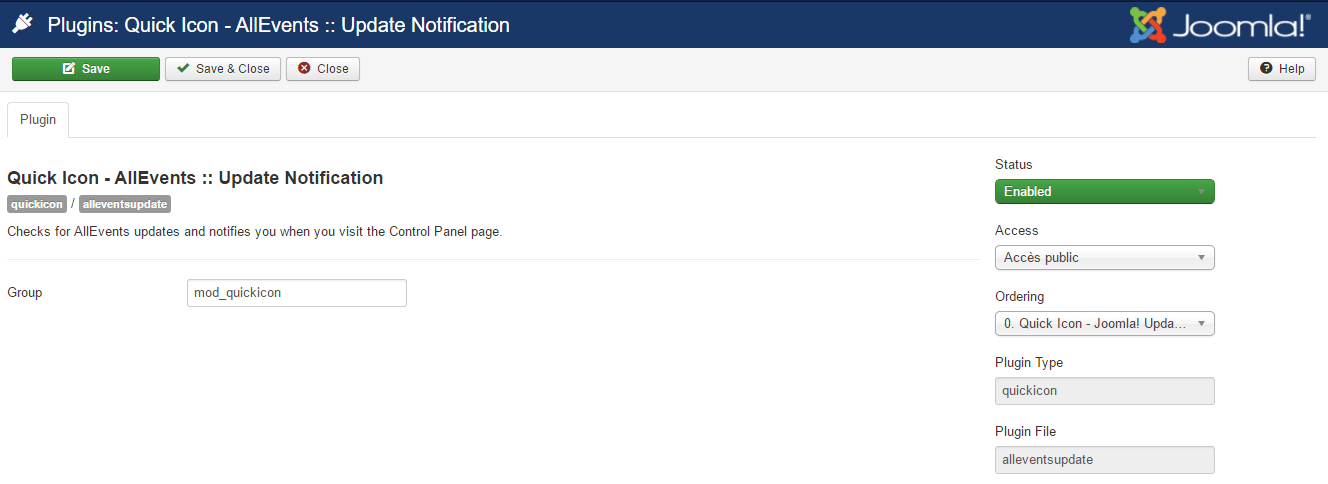 Plugins: Quick Icon - AllEvents :: Update Notification
Joomla!®
Save
Save & Close
Close
Help
Plugin
Quick Icon - AllEvents :: Update Notification
quickicon / alleventsupdate
Checks for AllEvents updates and notifies you when you visit the Control Panel page.
Group
mod_quickicon
Status
Enabled
Access
Accès public
Ordering
0. Quick Icon - Joomla! Upda...
Plugin Type
quickicon
Plugin File
alleventsupdate